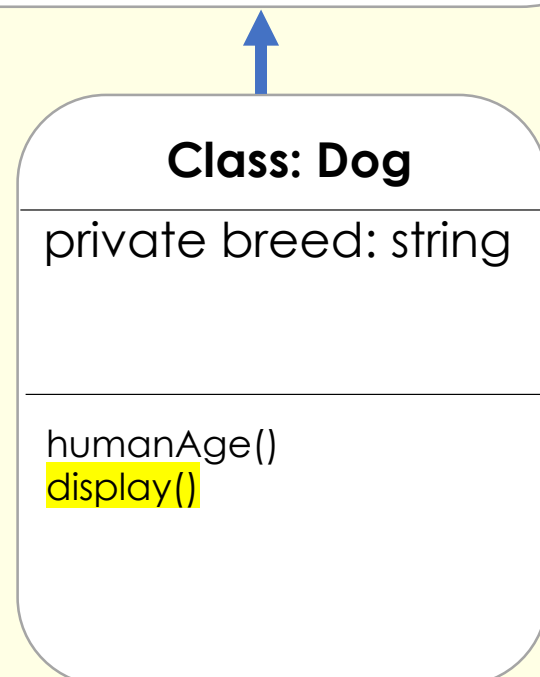 Class: Dog
private breed: string
humanAge()
display()